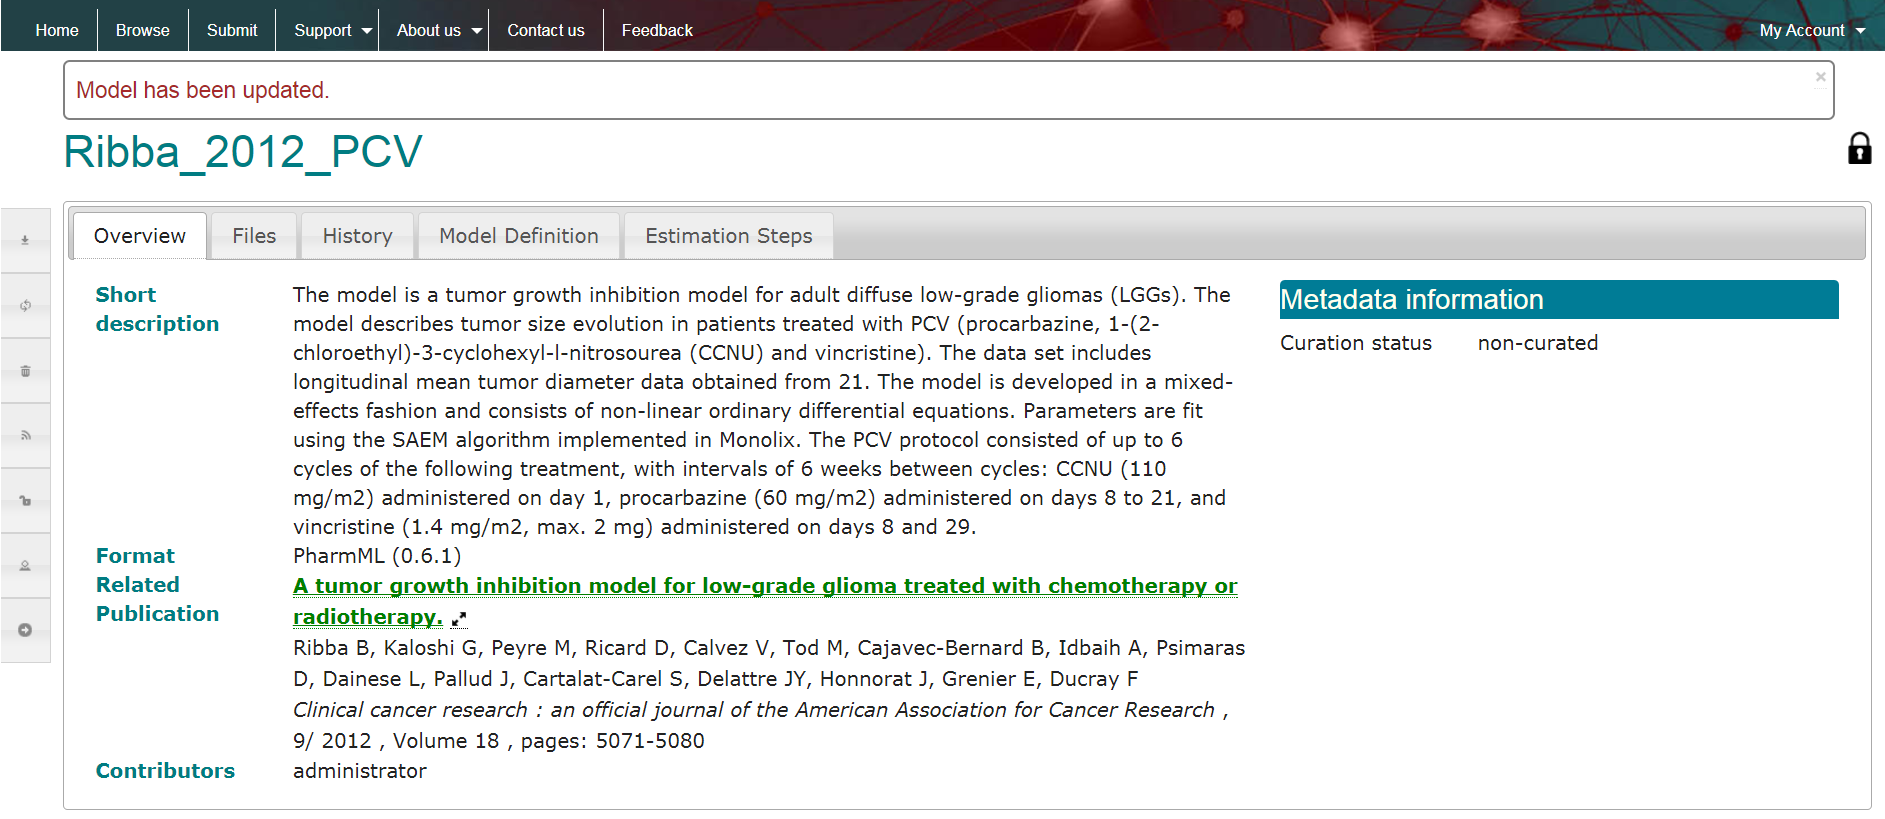 Home Browse Submit Support About us Contact us Feedback My Account
Model has been updated.
×
Ribba_2012_PCV
Overview Files History Model Definition Estimation Steps
Short description
The model is a tumor growth inhibition model for adult diffuse low-grade gliomas (LGGs). The
model describes tumor size evolution in patients treated with PCV (procarbazine, 1-(2-
chloroethyl)-3-cyclohexyl-l-nitrosourea (CCNU) and vincristine). The data set includes
longitudinal mean tumor diameter data obtained from 21. The model is developed in a mixed-
effects fashion and consists of non-linear ordinary differential equations. Parameters are fit
using the SAEM algorithm implemented in Monolix. The PCV protocol consisted of up to 6
cycles of the following treatment, with intervals of 6 weeks between cycles: CCNU (110
mg/m2) administered on day 1, procarbazine (60 mg/m2) administered on days 8 to 21, and
vincristine (1.4 mg/m2, max. 2 mg) administered on days 8 and 29.
Format
PharmML (0.6.1)
Related Publication
A tumor growth inhibition model for low-grade glioma treated with chemotherapy or
radiotherapy.
Ribba B, Kaloshi G, Peyre M, Ricard D, Calvez V, Tod M, Cajavec-Bernard B, Idbaih A, Psimaras
D, Dainese L, Pallud J, Cartalat-Carel S, Delattre JY, Honnorat J, Grenier E, Ducray F
Clinical cancer research : an official journal of the American Association for Cancer Research ,
9/ 2012 , Volume 18 , pages: 5071-5080
Contributors
administrator
Metadata information
Curation status non-curated